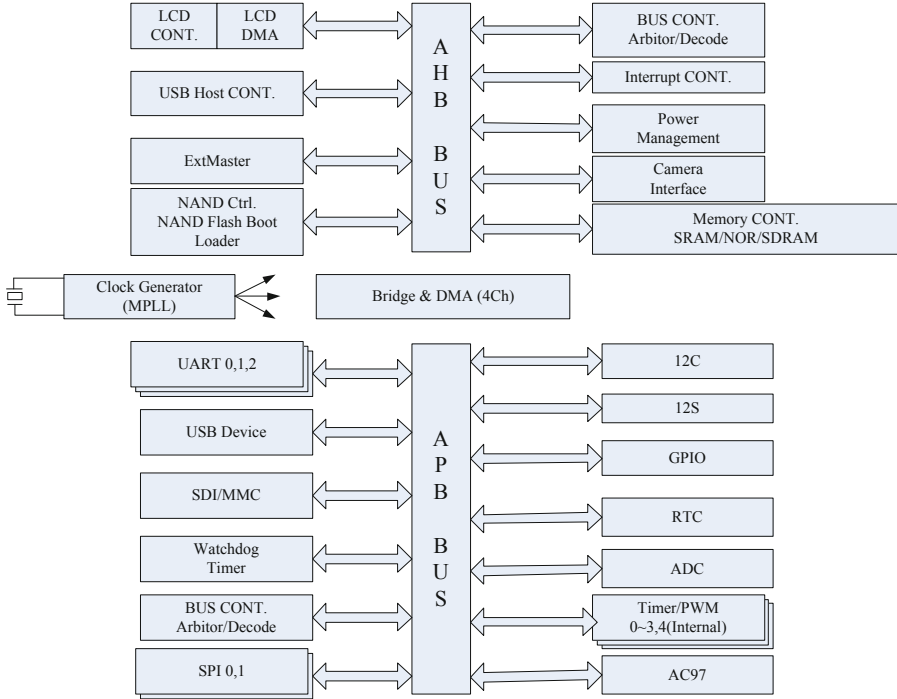 LCD
CONT.
LCD
DMA
USB Host CONT.
ExtMaster
NAND Ctrl.
NAND Flash Boot
Loader
A
H
B
B
U
S
BUS CONT.
Arbitor/Decode
Interrupt CONT.
Power
Management
Camera
Interface
Memory CONT.
SRAM/NOR/SDRAM
Clock Generator
(MPLL)
Bridge & DMA (4Ch)
UART 0,1,2
USB Device
SDI/MMC
Watchdog
Timer
BUS CONT.
Arbitor/Decode
SPI 0,1
A
P
B
B
U
S
12C
12S
GPIO
RTC
ADC
Timer/PWM
0~3,4(Internal)
AC97